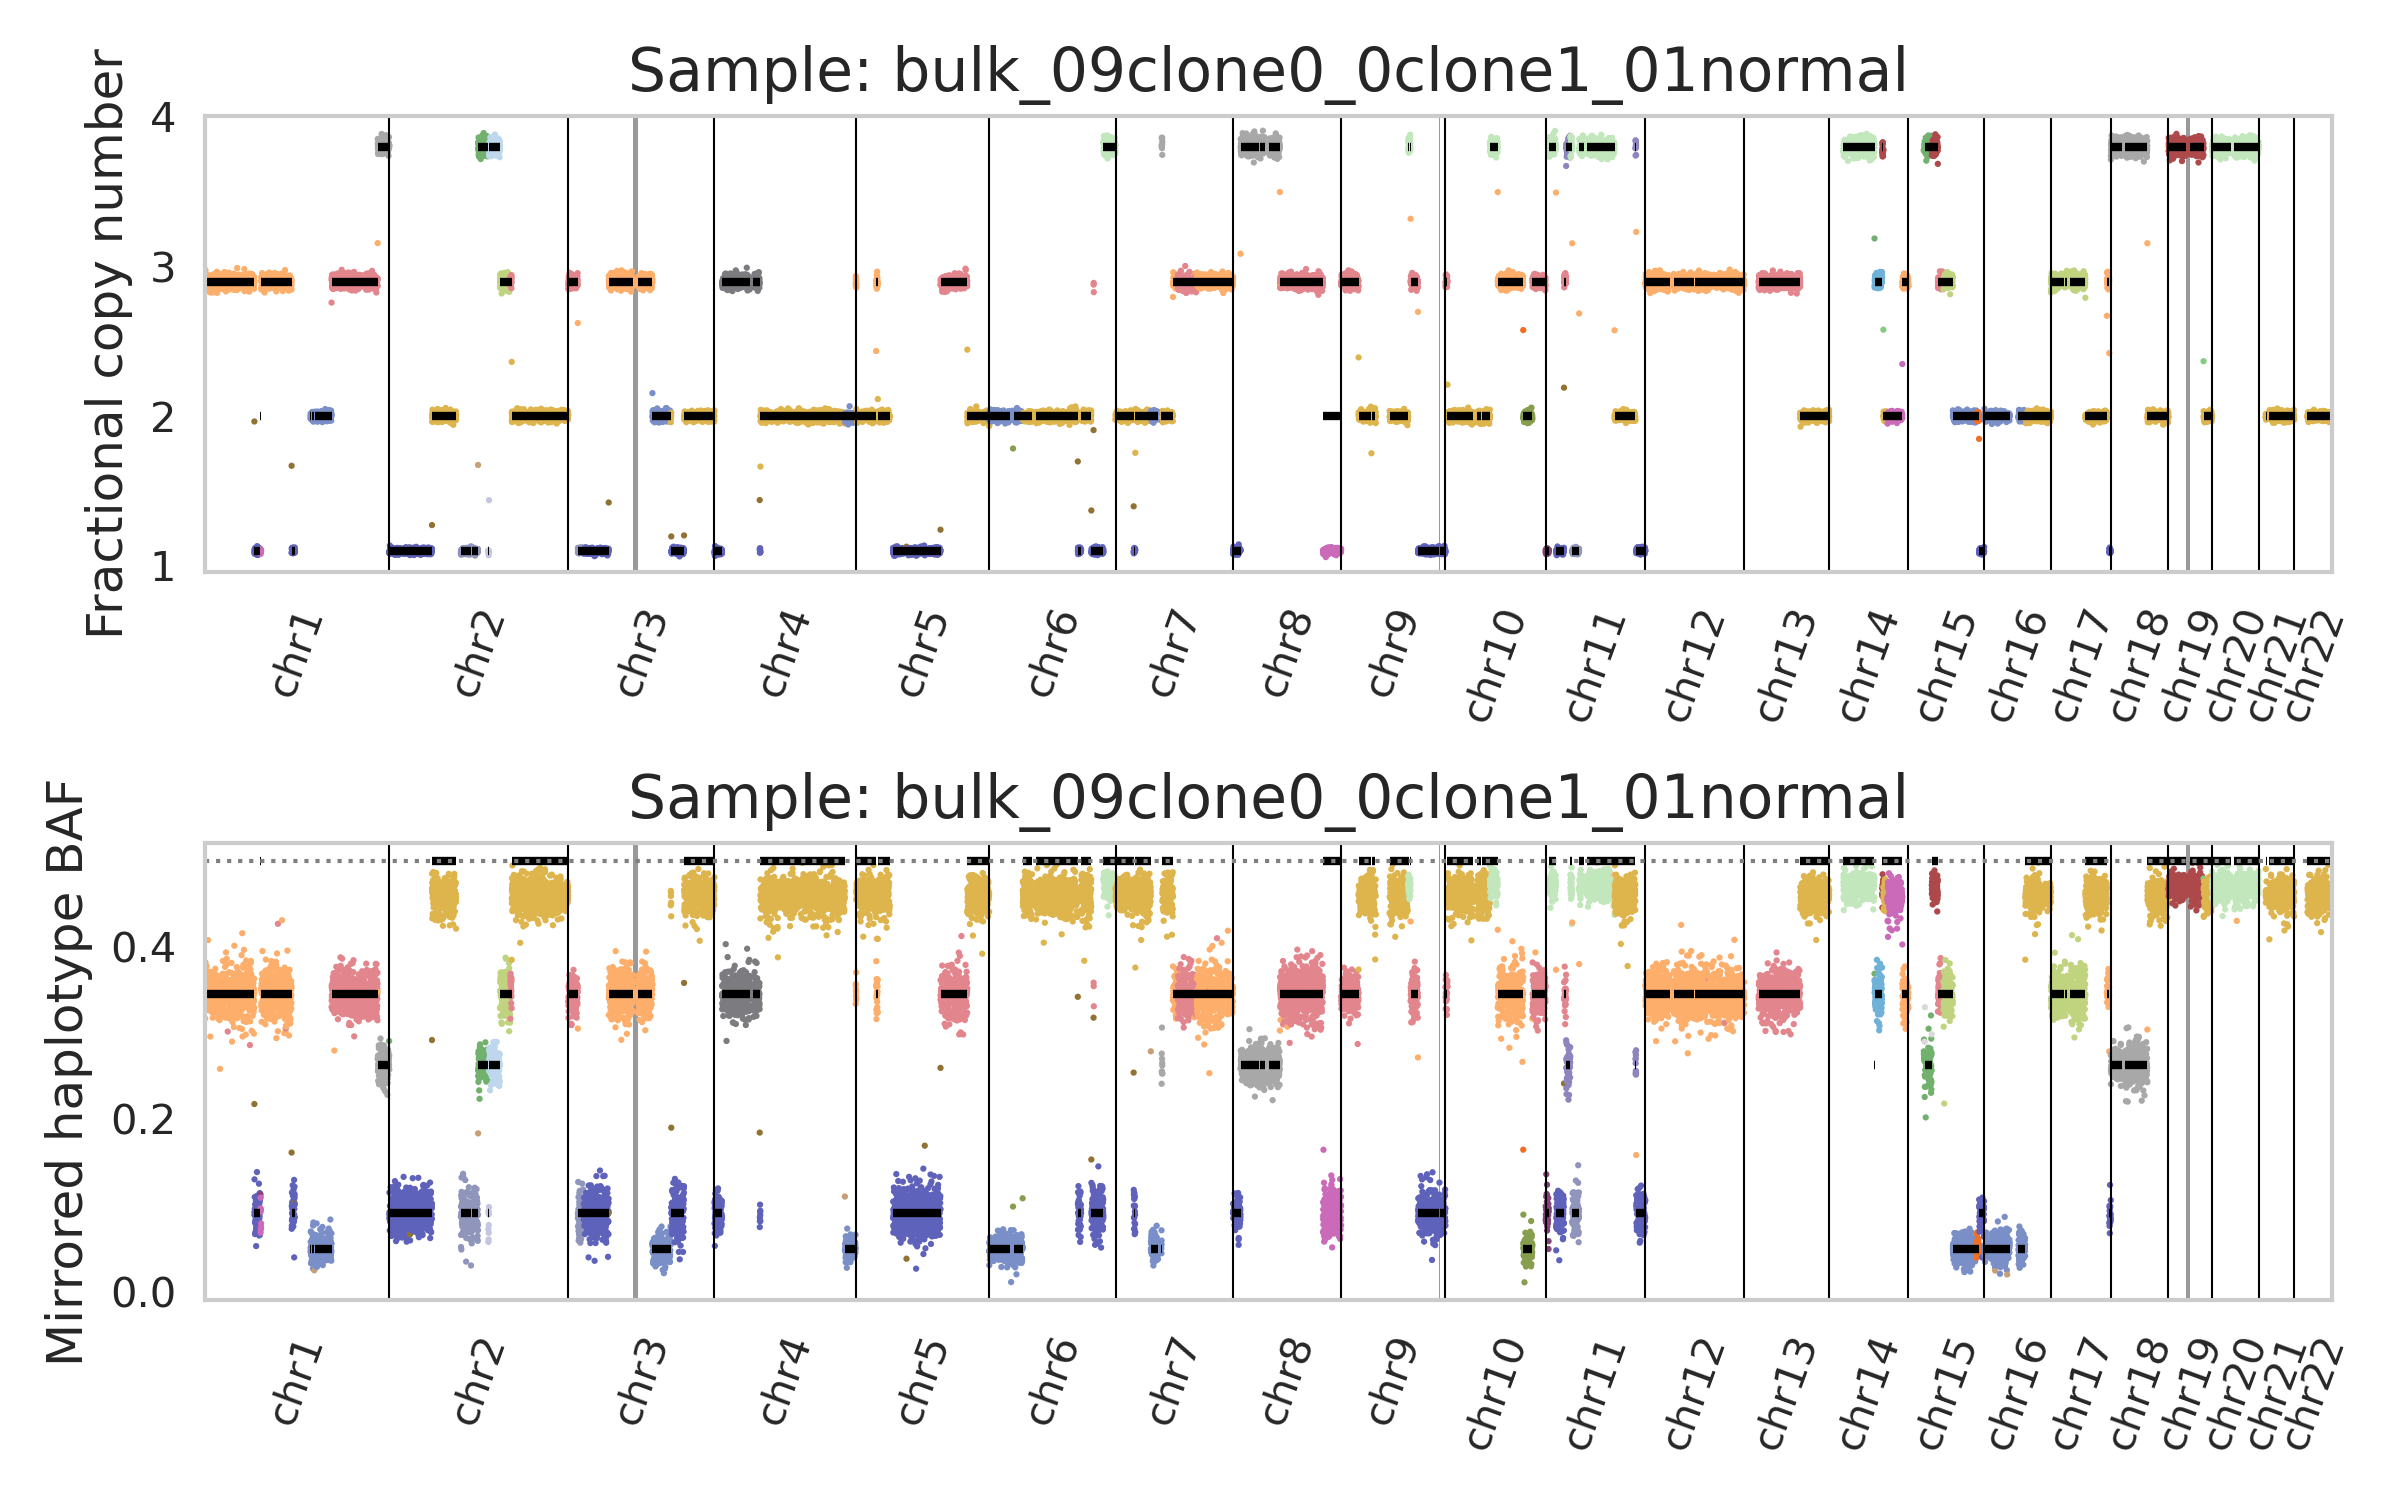 Sample: bulk_09clone0_0clone1_01normal
Fractional copy number
4
3
2
1
chr1
chr2
chr3
chr4
chr5
chr6
chr7
chr8
chr9
chr10
chr11
chr12
chr13
chr14
chr15
chr16
chr17
chr18
chr19
chr20
chr21
chr22
Sample: bulk_09clone0_0clone1_01normal
Mirrored haplotype BAF
0.4
0.2
0.0
chr1
chr2
chr3
chr4
chr5
chr6
chr7
chr8
chr9
chr10
chr11
chr12
chr13
chr14
chr15
chr16
chr17
chr18
chr19
chr20
chr21
chr22